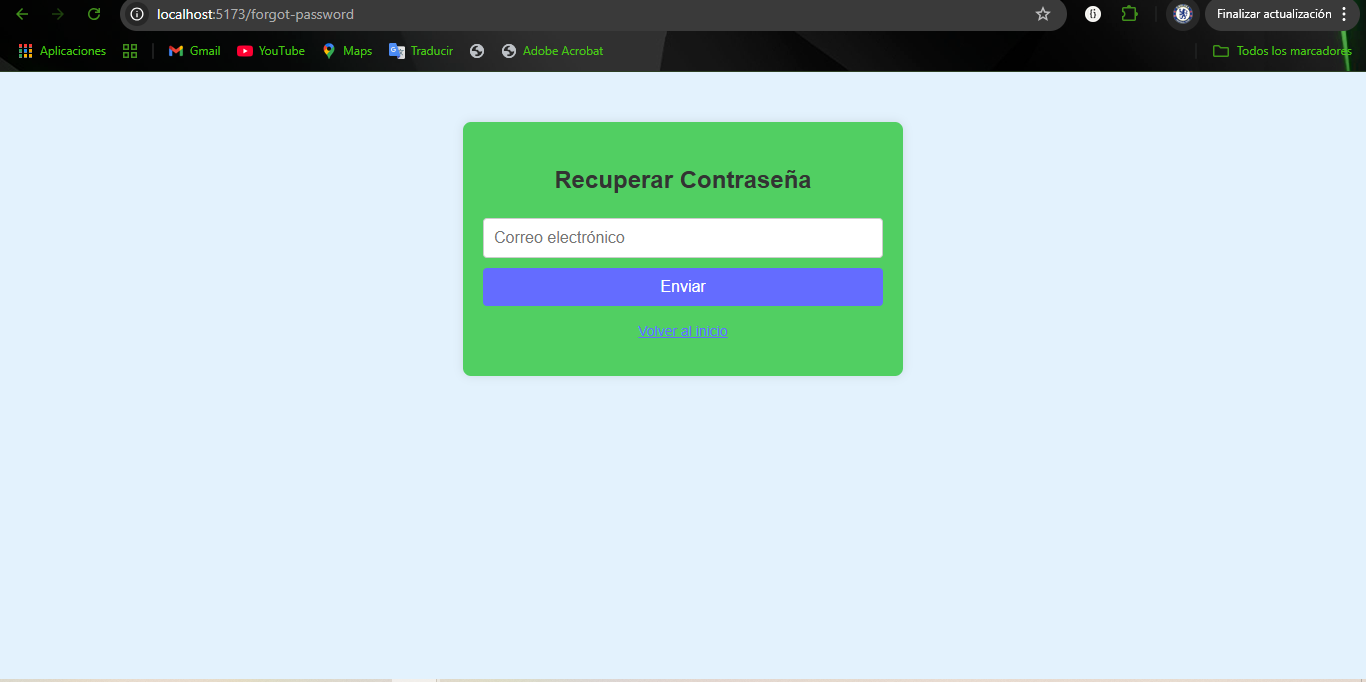 localhost:5173/forgot-password
Finalizar actualización
Aplicaciones
Gmail
YouTube
Maps
Traducir
Adobe Acrobat
Todos los marcadores
Recuperar Contraseña
Correo electrónico
Enviar
Volver al inicio